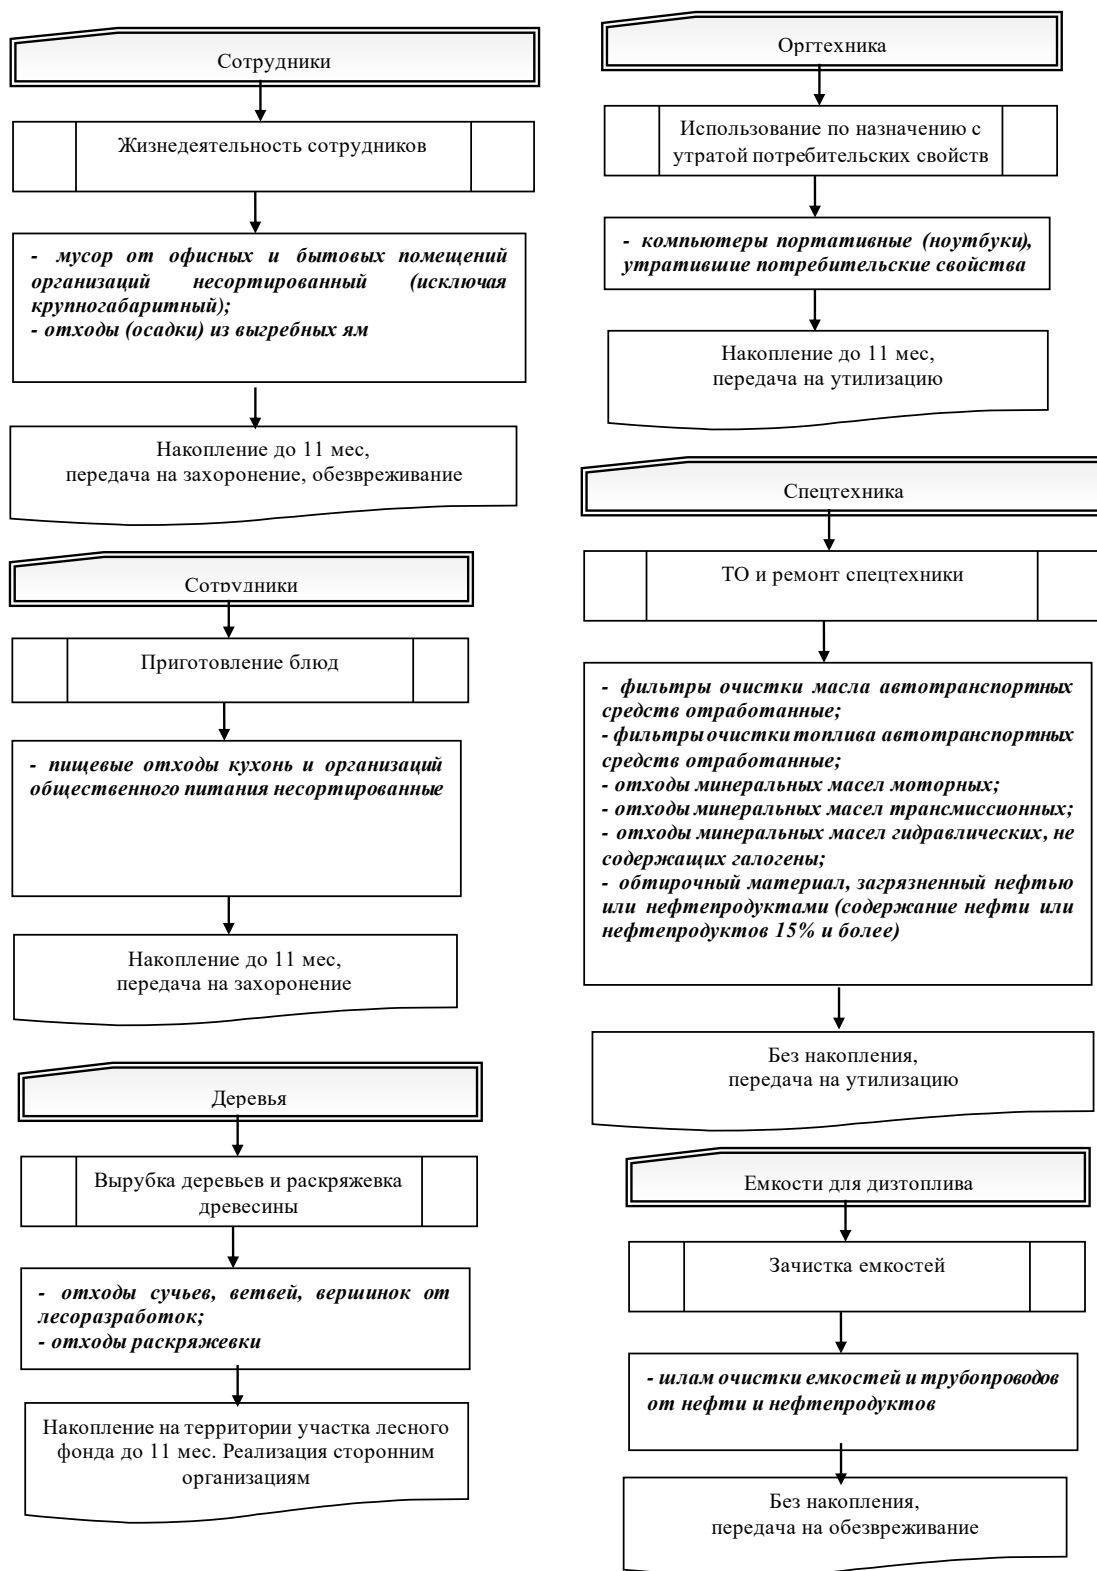 Сотрудники
Жизнедеятельность сотрудников
- мусор от офисных и бытовых помещений
организаций несортированный (исключая
крупногабаритный);
- отходы (осадки) из выгребных ям
Накопление до 11 мес,
передача на захоронение, обезвреживание
Сотрудники
Приготовление блюд
- пищевые отходы кухонь и организаций
общественного питания несортированные
Накопление до 11 мес,
передача на захоронение
Деревья
Вырубка деревьев и раскряжевка
древесины
- отходы сучьев, ветвей, вершинок от
лесоразработок;
- отходы раскряжевки
Накопление на территории участка лесного
фонда до 11 мес. Реализация сторонним
организациям
Оргтехника
Использование по назначению с
утратой потребительских свойств
- компьютеры портативные (ноутбуки),
утратившие потребительские свойства
Накопление до 11 мес,
передача на утилизацию
Спецтехника
ТО и ремонт спецтехники
- фильтры очистки масла автотранспортных
средств отработанные;
- фильтры очистки топлива автотранспортных
средств отработанные;
- отходы минеральных масел моторных;
- отходы минеральных масел трансмиссионных;
- отходы минеральных масел гидравлических, не
содержащих галогены;
- обтирочный материал, загрязненный нефтью
или нефтепродуктами (содержание нефти или
нефтепродуктов 15% и более)
Без накопления,
передача на утилизацию
Емкости для дизтоплива
Зачистка емкостей
- шлам очистки емкостей и трубопроводов
от нефти и нефтепродуктов
Без накопления,
передача на обезвреживание